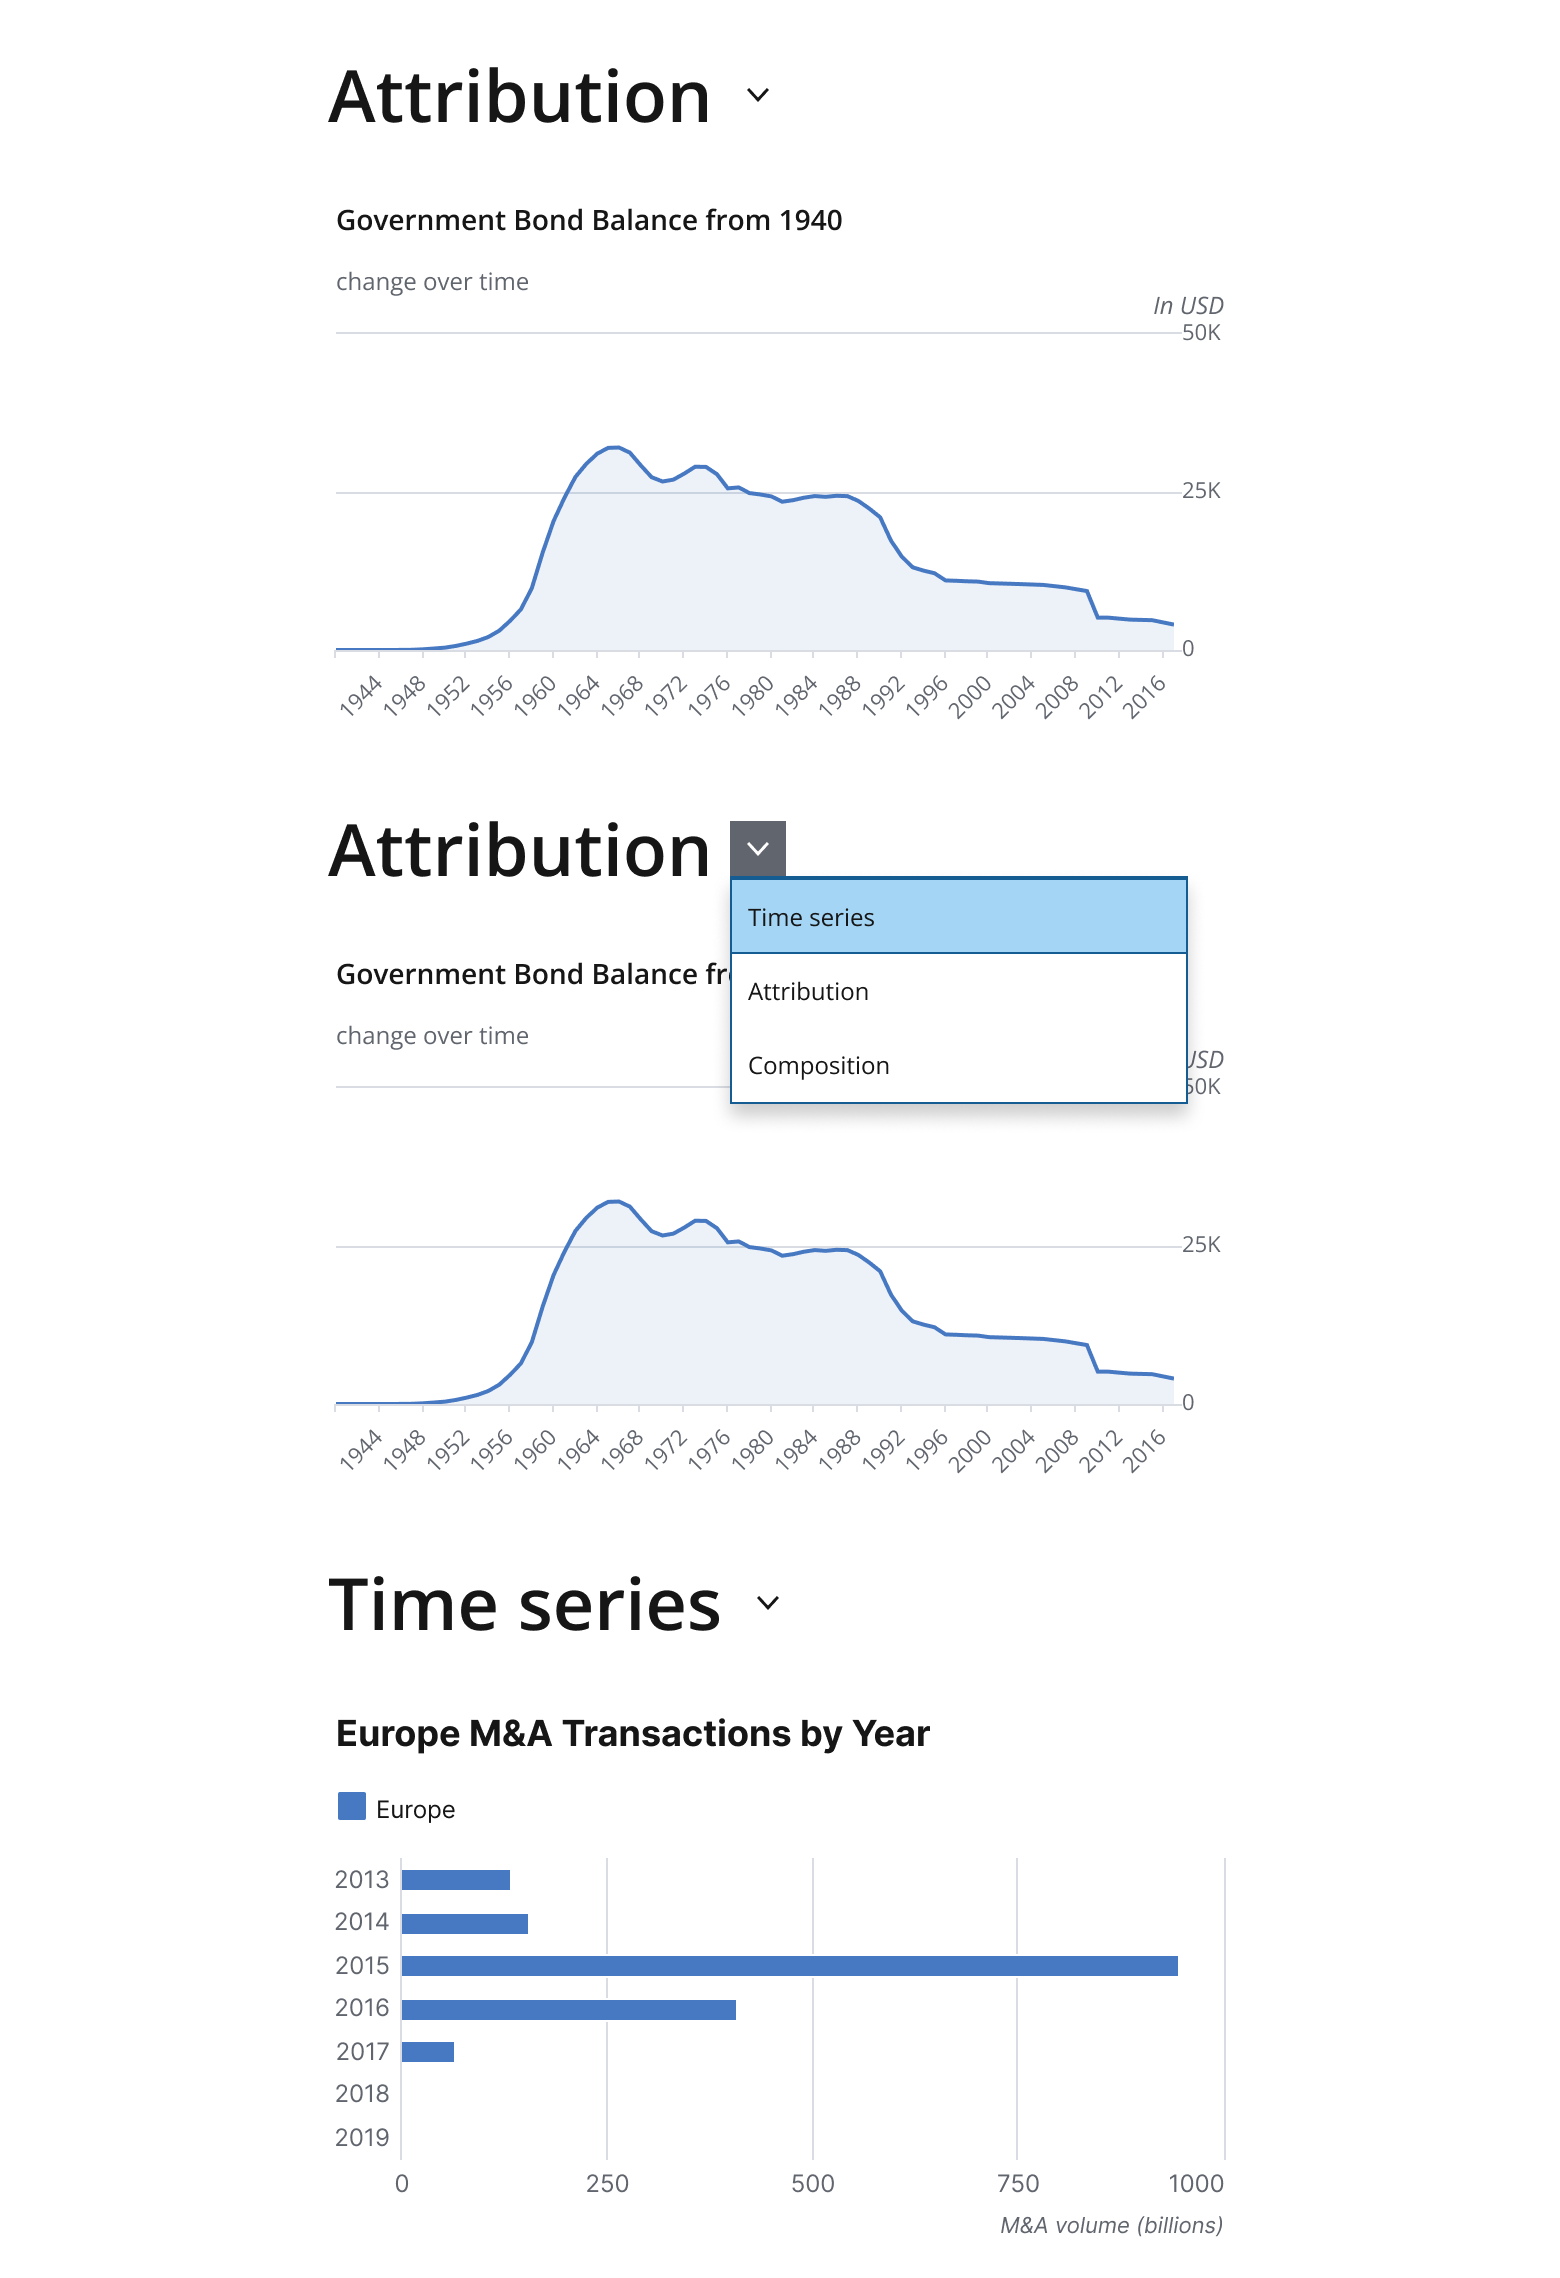 Attribution
Government Bond Balance from 1940
change over time
In USD
50K
25K
0
1944 1948 1952 1956 1960 1964 1968 1972 1976 1980 1984 1988 1992 1996 2000 2004 2008 2012 2016
Attribution
Time series
Attribution
Composition
Government Bond Balance
change over time
USD
25K
0
1944 1948 1952 1956 1960 1964 1968 1972 1976 1980 1984 1988 1992 1996 2000 2004 2008 2012 2016
Time series
Europe M&A Transactions by Year
Europe
2013
2014
2015
2016
2017
2018
2019
0 250 500 750 1000
M&A volume (billions)